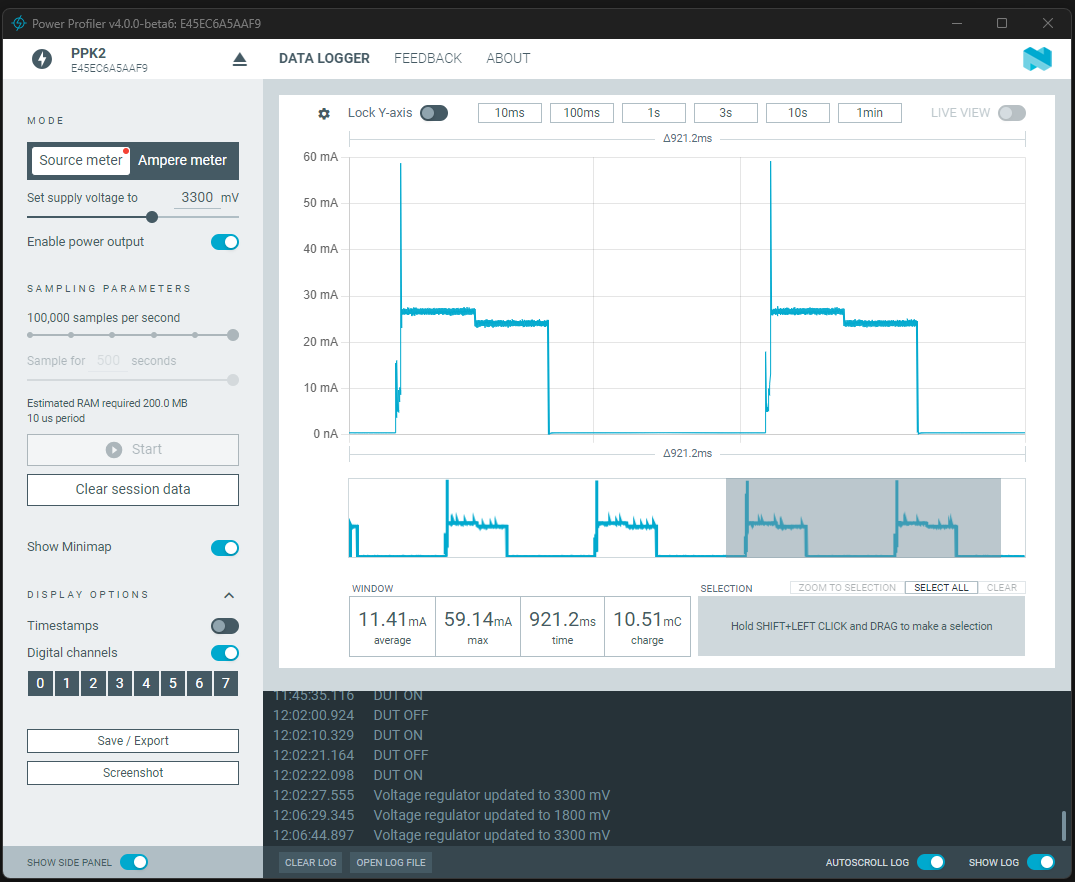 Power Profiler v4.0.0-beta6: E45EC6A5AAF9
PPK2
E45EC6A5AAF9
DATA LOGGER FEEDBACK ABOUT
MODE
Source meter Ampere meter
Set supply voltage to 3300 mV
Enable power output
SAMPLING PARAMETERS
100,000 samples per second
Sample for 500 seconds
Estimated RAM required 200.0 MB
10 us period
Start
Clear session data
Show Minimap
DISPLAY OPTIONS
Timestamps
Digital channels
0 1 2 3 4 5 6 7
Save / Export
Screenshot
SHOW SIDE PANEL
Lock Y-axis 10ms 100ms 1s 3s 10s 1min LIVE VIEW
Δ921.2ms
60 mA
50 mA
40 mA
30 mA
20 mA
10 mA
0 nA
Δ921.2ms
WINDOW
11.41mA 59.14mA 921.2ms 10.51mC
average max time charge
SELECTION ZOOM TO SELECTION SELECT ALL CLEAR
Hold SHIFT+LEFT CLICK and DRAG to make a selection
11:45:35.116 DUT ON
12:02:00.924 DUT OFF
12:02:10.329 DUT ON
12:02:21.164 DUT OFF
12:02:22.098 DUT ON
12:02:27.555 Voltage regulator updated to 3300 mV
12:06:29.345 Voltage regulator updated to 1800 mV
12:06:44.897 Voltage regulator updated to 3300 mV
CLEAR LOG OPEN LOG FILE AUTOSCROLL LOG SHOW LOG